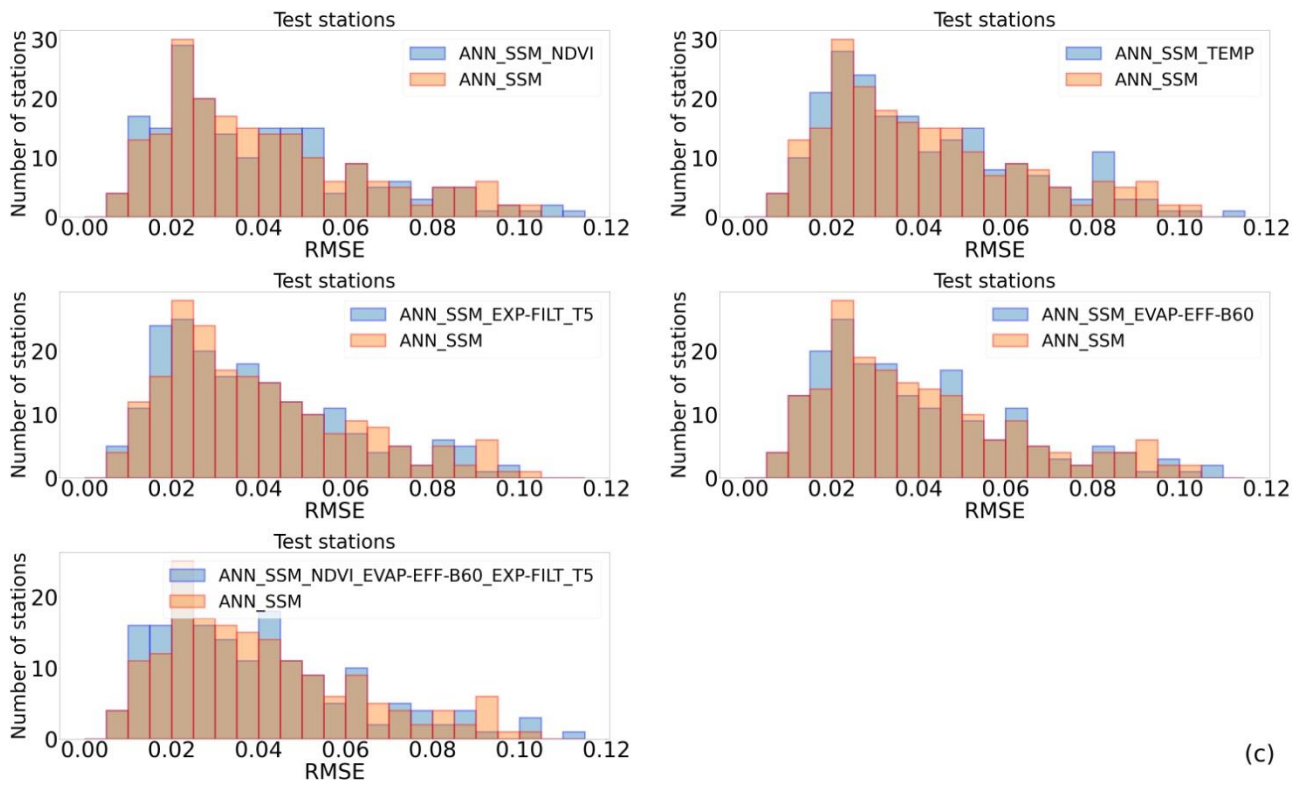 Test stations
Number of stations
30
20
10
0
ANN_SSM_NDVI
ANN_SSM
0.00 0.02 0.04 0.06 0.08 0.10 0.12
RMSE
Test stations
Number of stations
30
20
10
0
ANN_SSM_TEMP
ANN_SSM
0.00 0.02 0.04 0.06 0.08 0.10 0.12
RMSE
Test stations
Number of stations
20
10
0
ANN_SSM_EXP-FILT_T5
ANN_SSM
0.00 0.02 0.04 0.06 0.08 0.10 0.12
RMSE
Test stations
Number of stations
20
10
0
ANN_SSM_EVAP-EFF-B60
ANN_SSM
0.00 0.02 0.04 0.06 0.08 0.10 0.12
RMSE
Test stations
Number of stations
20
10
0
ANN_SSM_NDVI_EVAP-EFF-B60_EXP-FILT_T5
ANN_SSM
0.00 0.02 0.04 0.06 0.08 0.10 0.12
RMSE
(c)